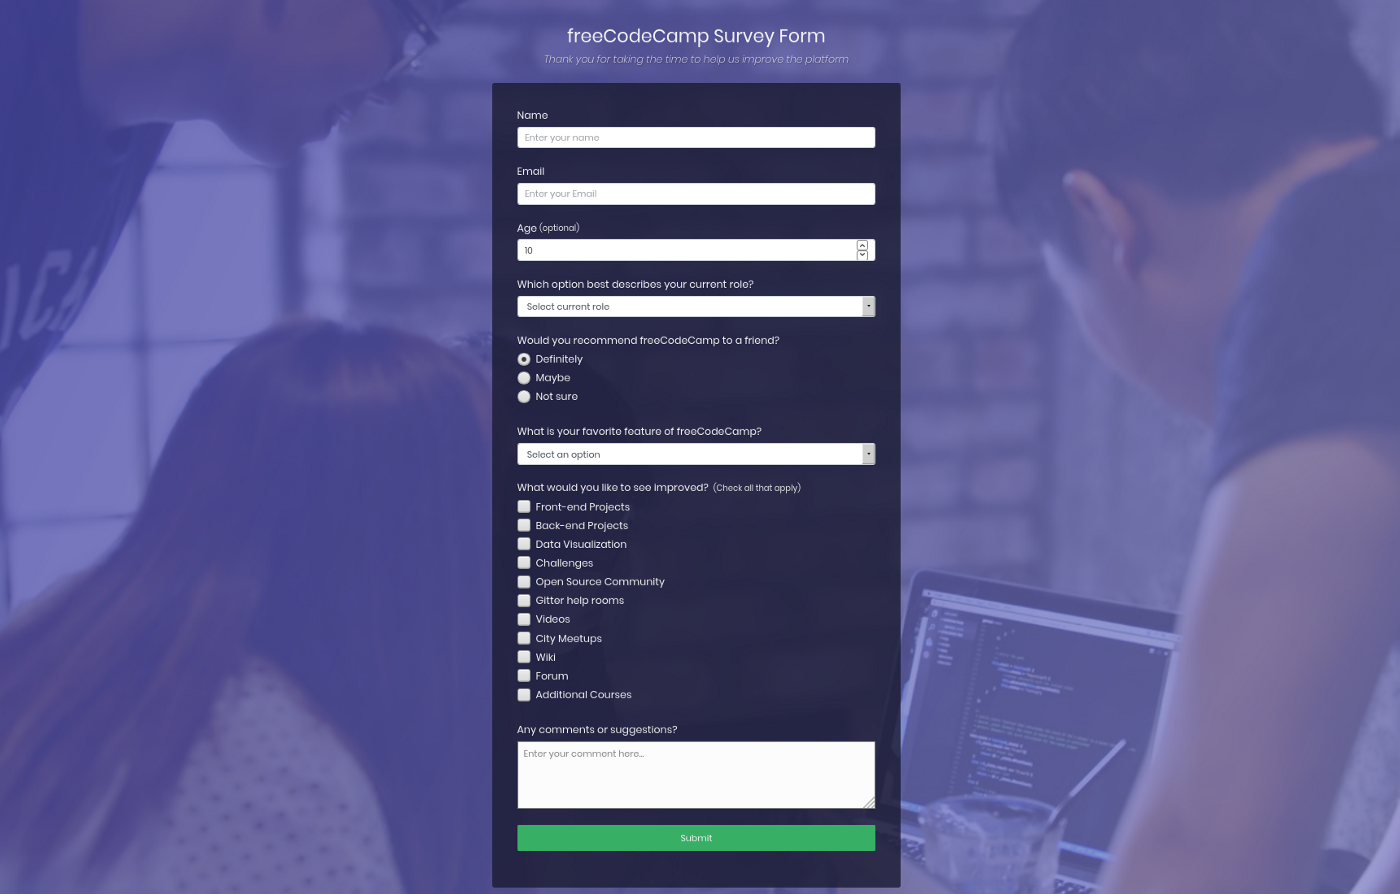 freeCodeCamp Survey Form
Thank you for taking the time to help us improve the platform
Name
Enter your name
Email
Enter your Email
Age (optional)
10
Which option best describes your current role?
Select current role
Would you recommend freeCodeCamp to a friend?
Definitely
Maybe
Not sure
What is your favorite feature of freeCodeCamp?
Select an option
What would you like to see improved? (Check all that apply)
Front-end Projects
Back-end Projects
Data Visualization
Challenges
Open Source Community
Gitter help rooms
Videos
City Meetups
Wiki
Forum
Additional Courses
Any comments or suggestions?
Enter your comment here...
Submit